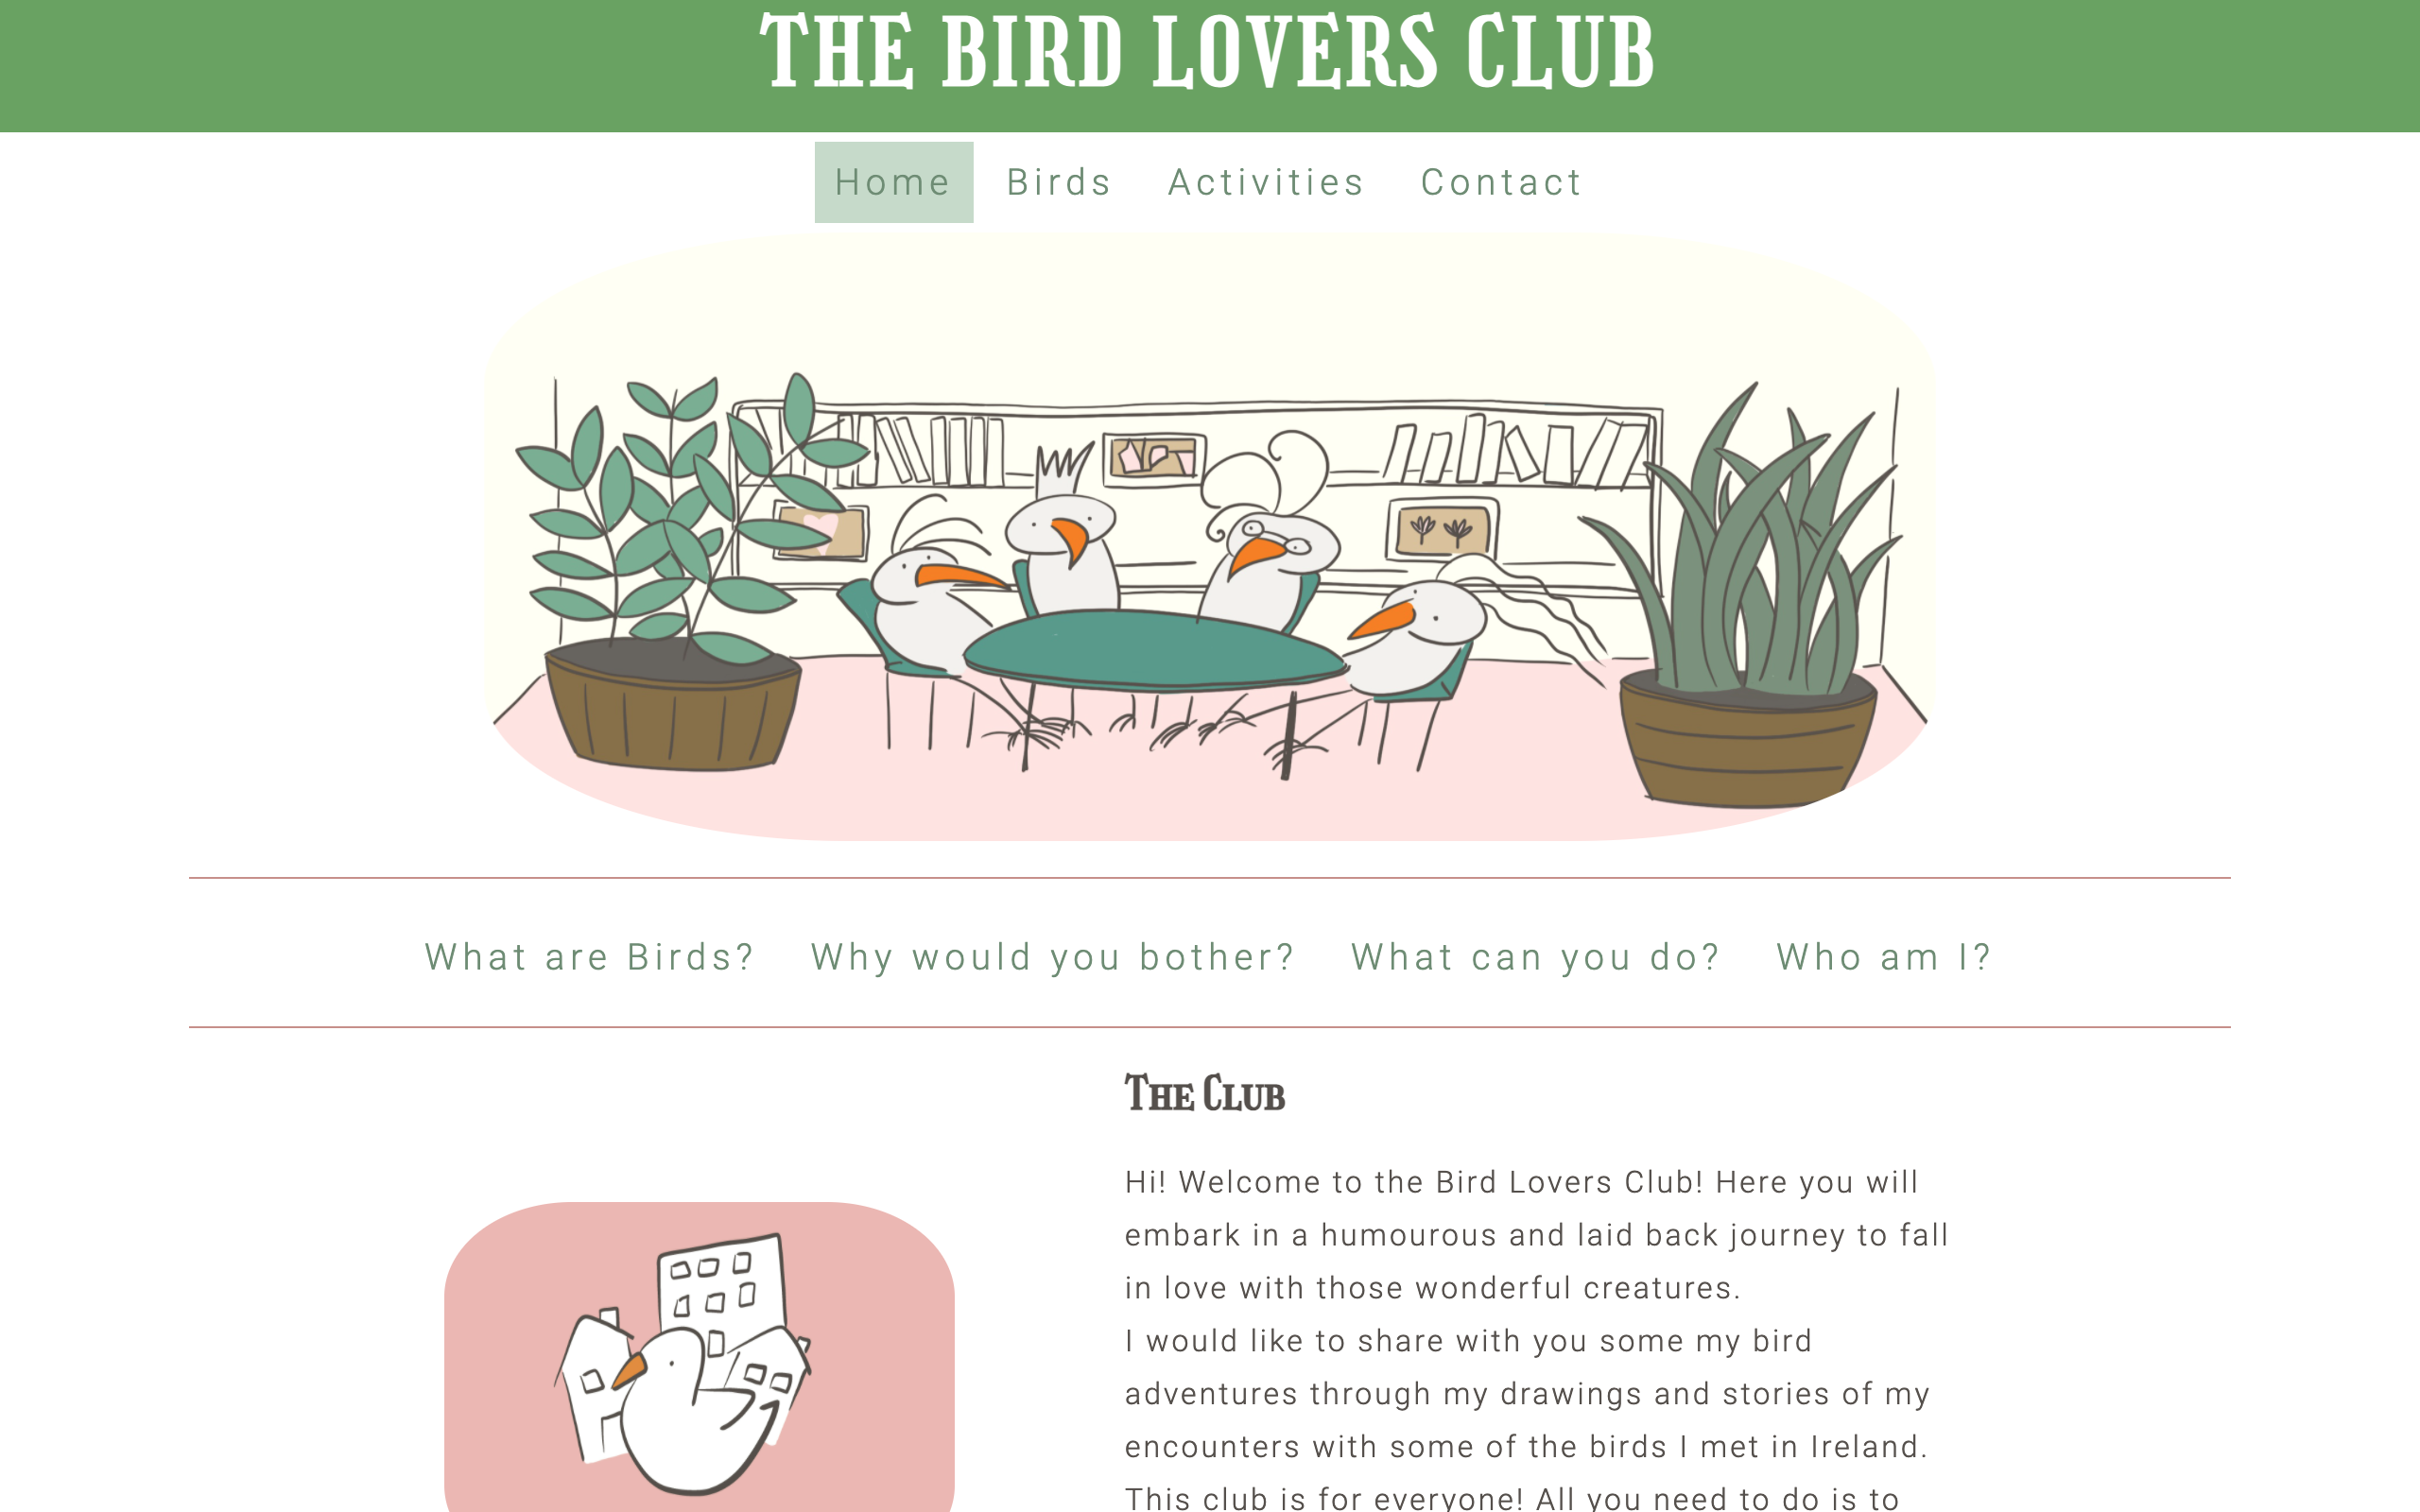 THE BIRD LOVERS CLUB
Home Birds Activities Contact
What are Birds? Why would you bother? What can you do? Who am I?
The Club
Hi! Welcome to the Bird Lovers Club! Here you will
embark in a humourous and laid back journey to fall
in love with those wonderful creatures.
I would like to share with you some my bird
adventures through my drawings and stories of my
encounters with some of the birds I met in Ireland.
This club is for everyone! All you need to do is to